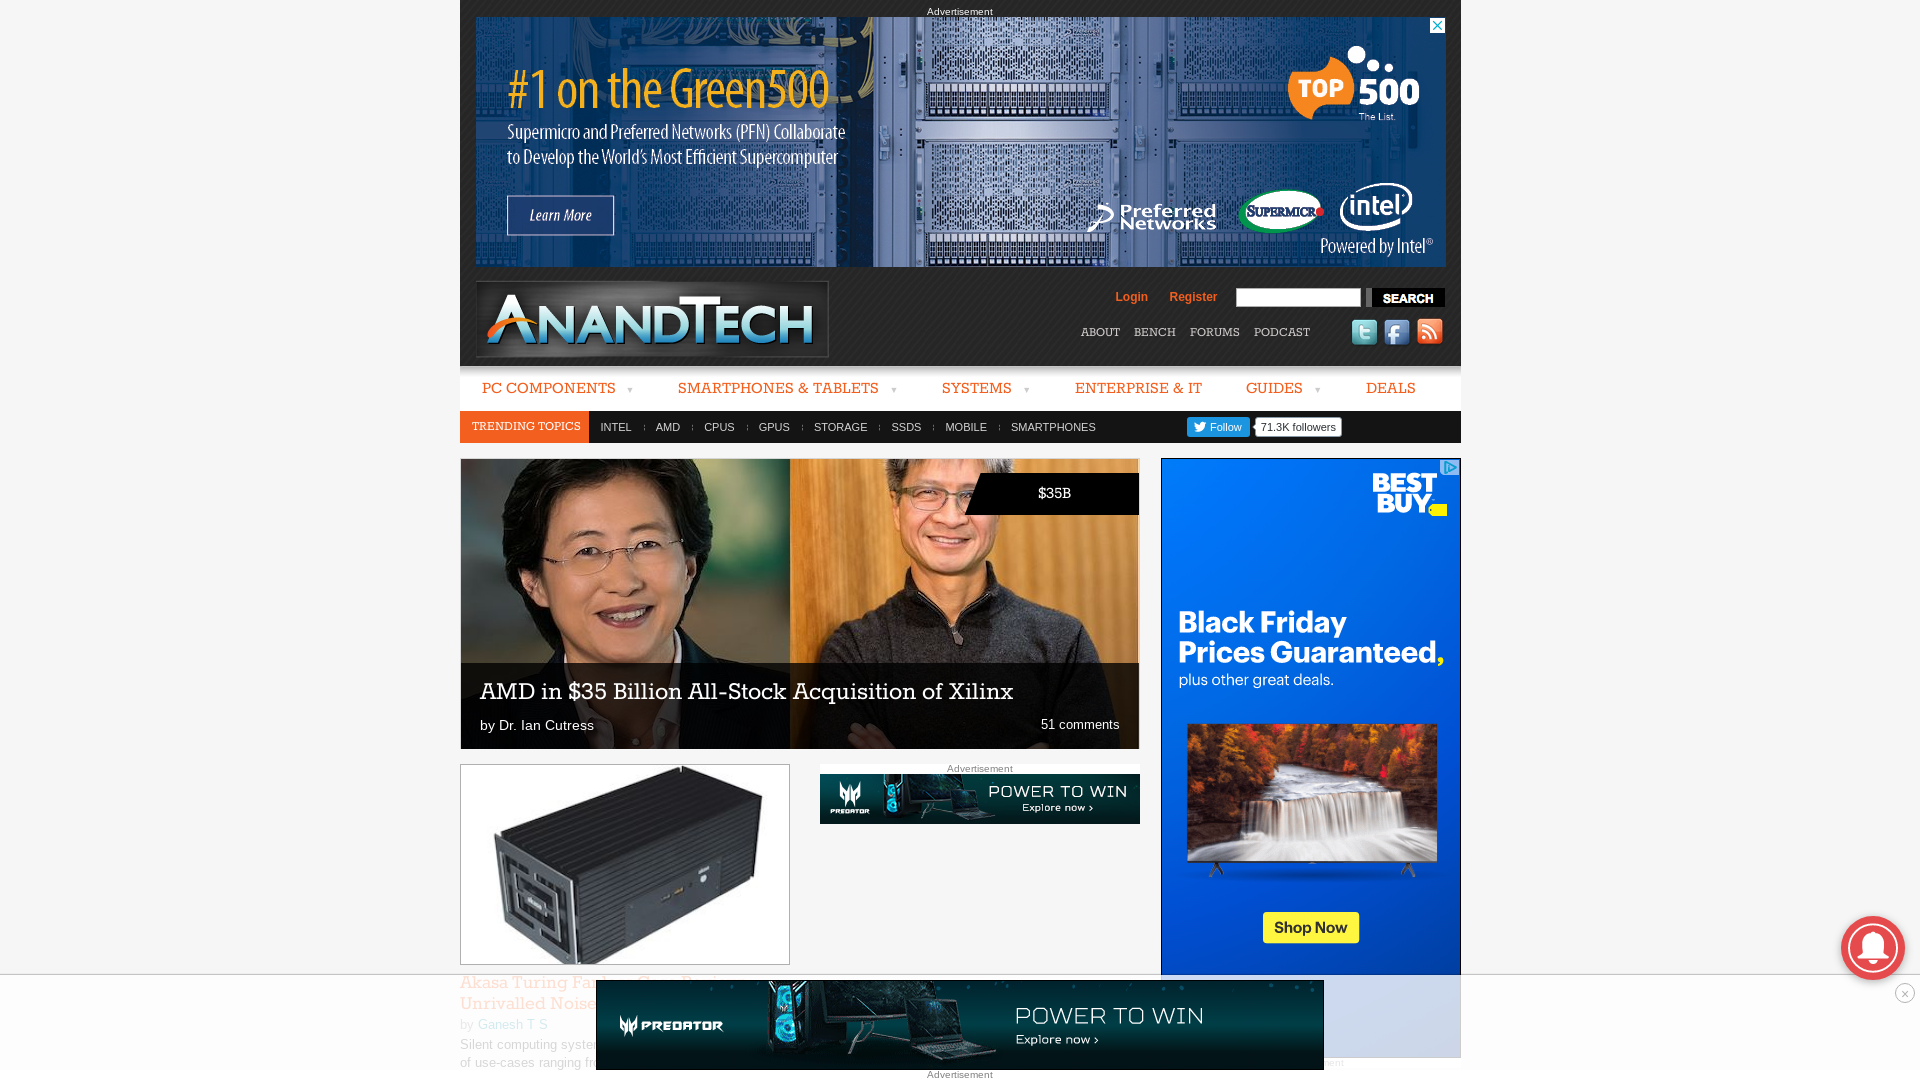 Advertisement
#1 on the Green500
Supermicro and Preferred Networks (PFN) Collaborate
to Develop the World's Most Efficient Supercomputer
Learn More
TOP 500
The List.
Preferred
Networks
SUPERMICR
intel
Powered by Intel®
ANANDTECH
Login
Register
SEARCH
ABOUT
BENCH
FORUMS
PODCAST
PC COMPONENTS
SMARTPHONES & TABLETS
SYSTEMS
ENTERPRISE & IT
GUIDES
DEALS
TRENDING TOPICS
INTEL
AMD
CPUS
GPUS
STORAGE
SSDS
MOBILE
SMARTPHONES
Follow
71.3K followers
$35B
AMD in $35 Billion All-Stock Acquisition of Xilinx
by Dr. Ian Cutress
51 comments
BEST
BUY
Black Friday
Prices Guaranteed,
plus other great deals.
Shop Now
Advertisement
PREDATOR
POWER TO WIN
Explore now >
Akasa Turing
Unrivalled Noise
by Ganesh T S
Silent computing
of use-cases ranging
PREDATOR
POWER TO WIN
Explore now >
Advertisement